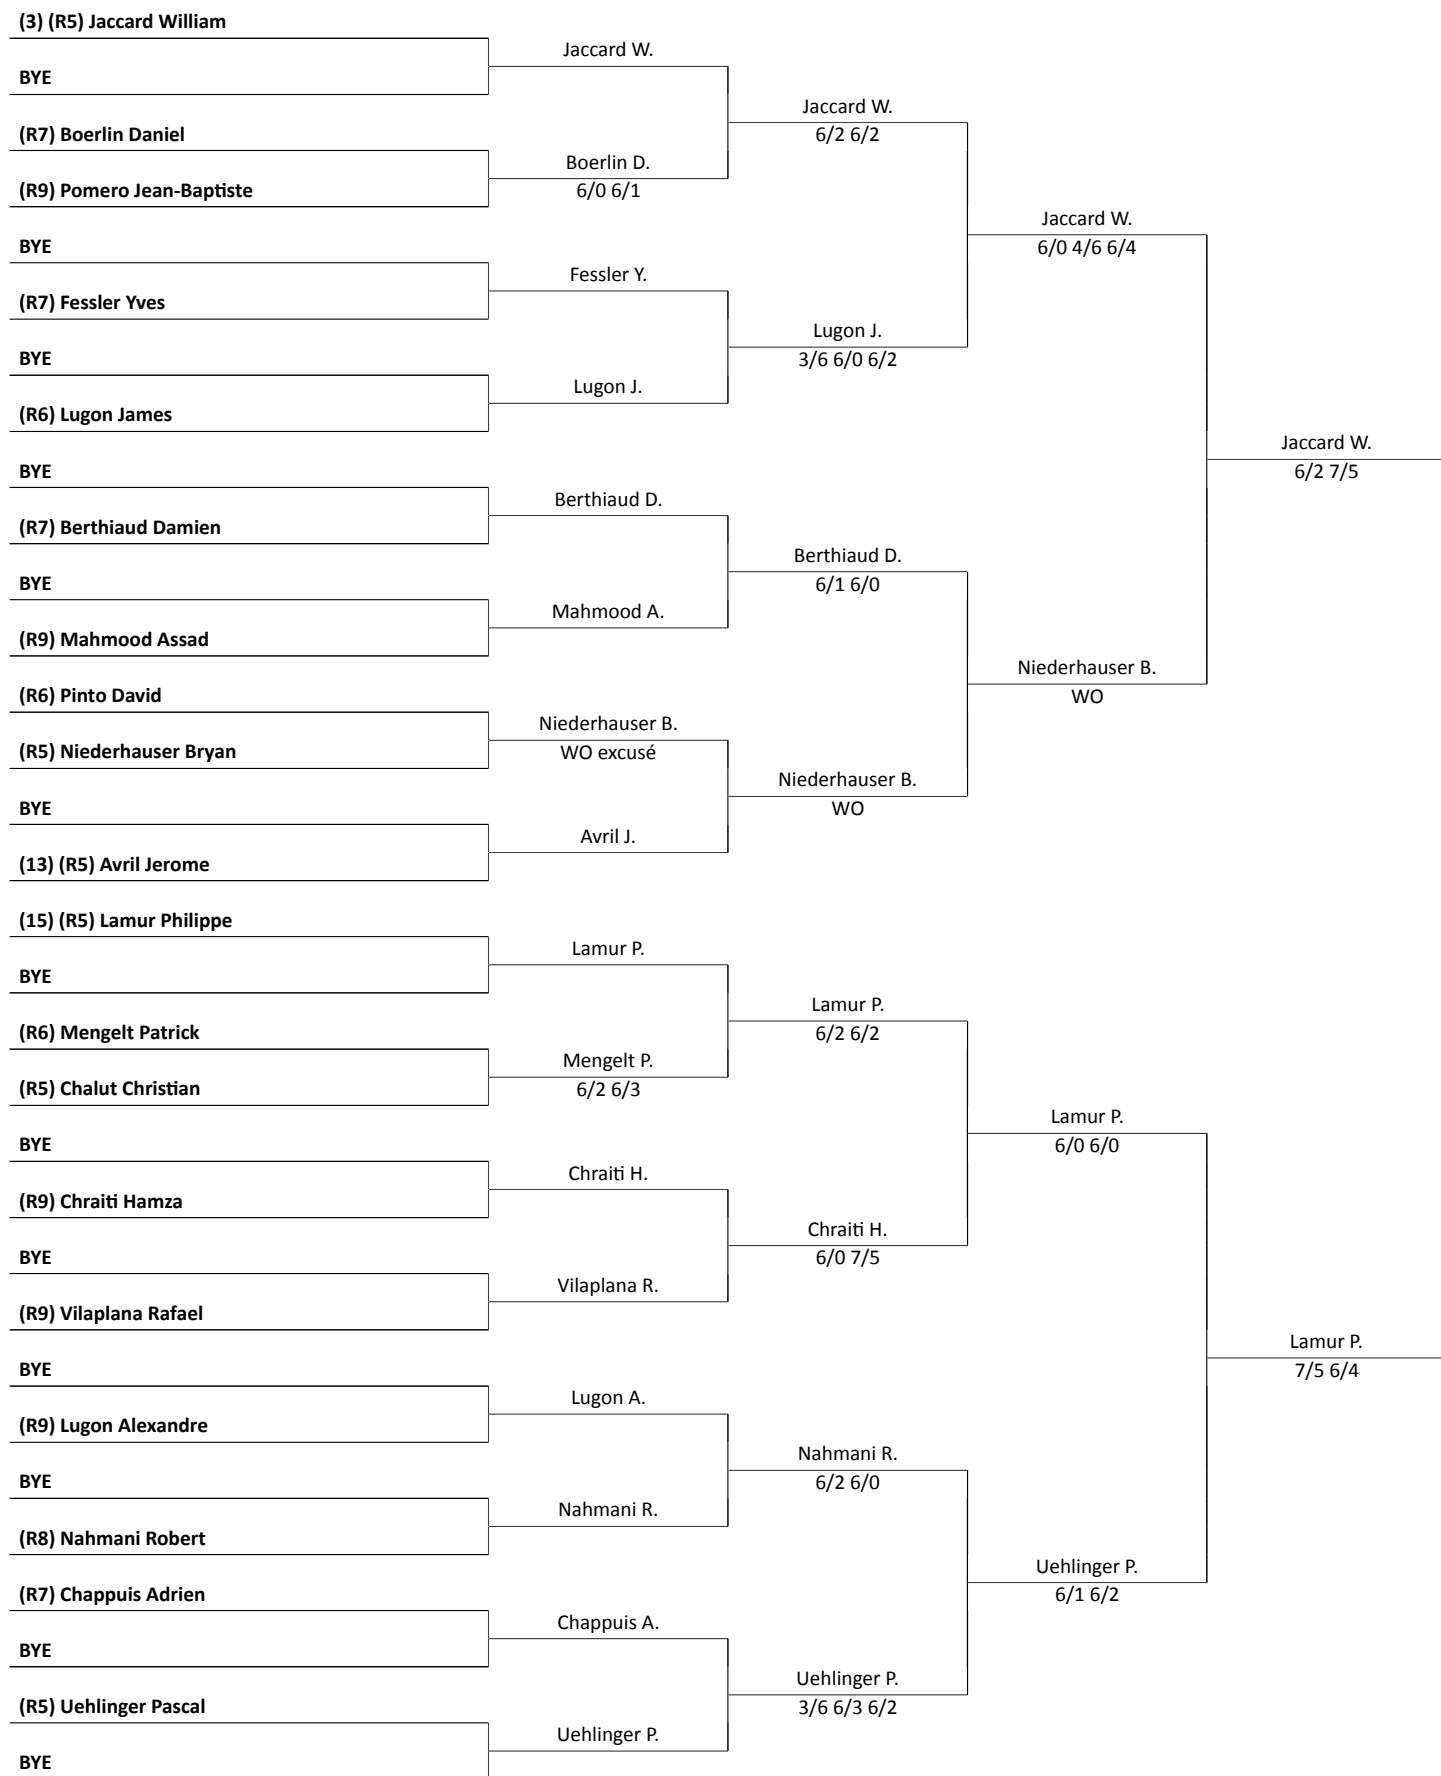 (3) (R5) Jaccard William
Jaccard W.
BYE
Jaccard W.
6/2 6/2
(R7) Boerlin Daniel
Boerlin D.
6/0 6/1
(R9) Pomero Jean-Baptiste
Jaccard W.
6/0 4/6 6/4
BYE
Fessler Y.
(R7) Fessler Yves
Lugon J.
3/6 6/0 6/2
BYE
Lugon J.
(R6) Lugon James
Jaccard W.
6/2 7/5
BYE
Berthiaud D.
(R7) Berthiaud Damien
Berthiaud D.
6/1 6/0
BYE
Mahmood A.
(R9) Mahmood Assad
Niederhauser B.
WO
(R6) Pinto David
Niederhauser B.
WO excusé
(R5) Niederhauser Bryan
Niederhauser B.
WO
BYE
Avril J.
(13) (R5) Avril Jerome
(15) (R5) Lamur Philippe
Lamur P.
BYE
Lamur P.
6/2 6/2
(R6) Mengelt Patrick
Mengelt P.
6/2 6/3
(R5) Chalut Christian
Lamur P.
6/0 6/0
BYE
Chraiti H.
(R9) Chraiti Hamza
Chraiti H.
6/0 7/5
BYE
Vilaplana R.
(R9) Vilaplana Rafael
Lamur P.
7/5 6/4
BYE
Lugon A.
(R9) Lugon Alexandre
Nahmani R.
6/2 6/0
BYE
Nahmani R.
(R8) Nahmani Robert
Uehlinger P.
6/1 6/2
(R7) Chappuis Adrien
Chappuis A.
BYE
Uehlinger P.
3/6 6/3 6/2
(R5) Uehlinger Pascal
Uehlinger P.
BYE